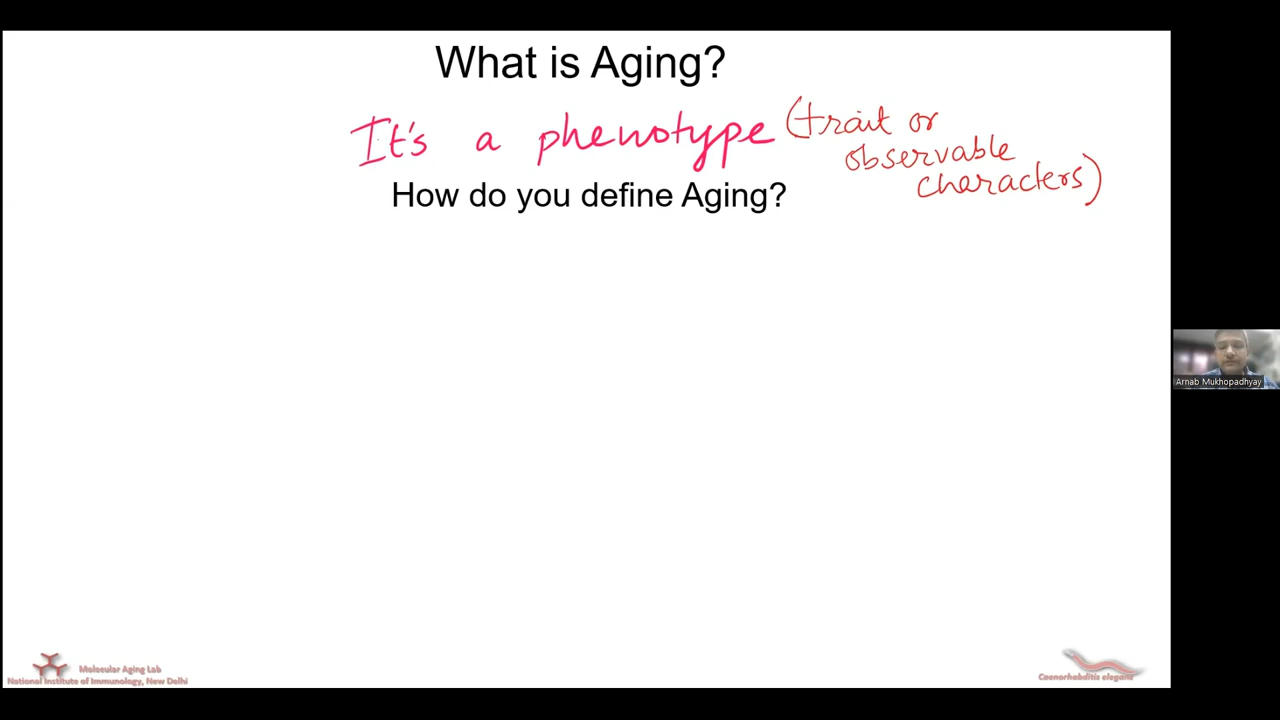 What is Aging?
It's a phenotype (trait or
observable
characters)
How do you define Aging?
Arnab Mukhopadhyay
Molecular Aging Lab
National Institute of Immunology, New Delhi
Caenorhabditis elegans